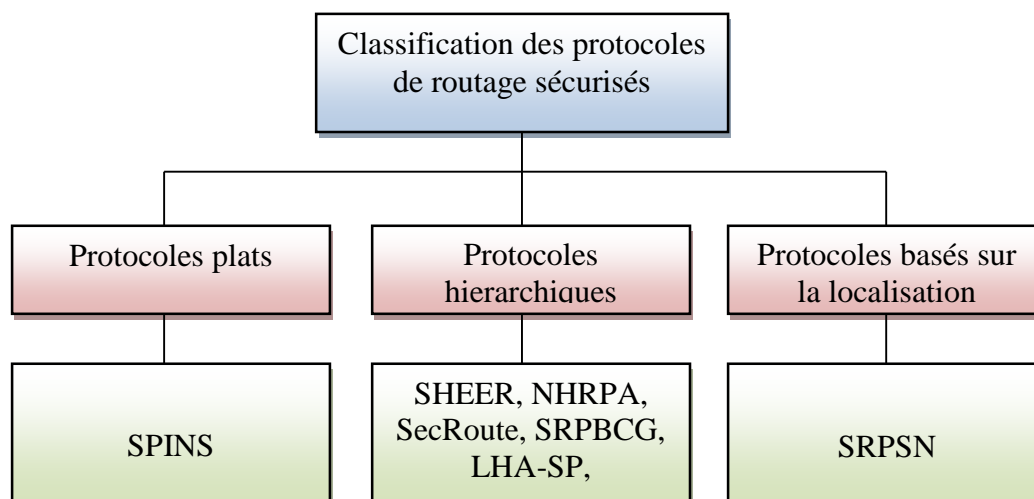 Classification des protocoles
de routage sécurisés
Protocoles plats
Protocoles
hierarchiques
Protocoles basés sur
la localisation
SPINS
SHEER, NHRPA,
SecRoute, SRPBCG,
LHA-SP,
SRPSN